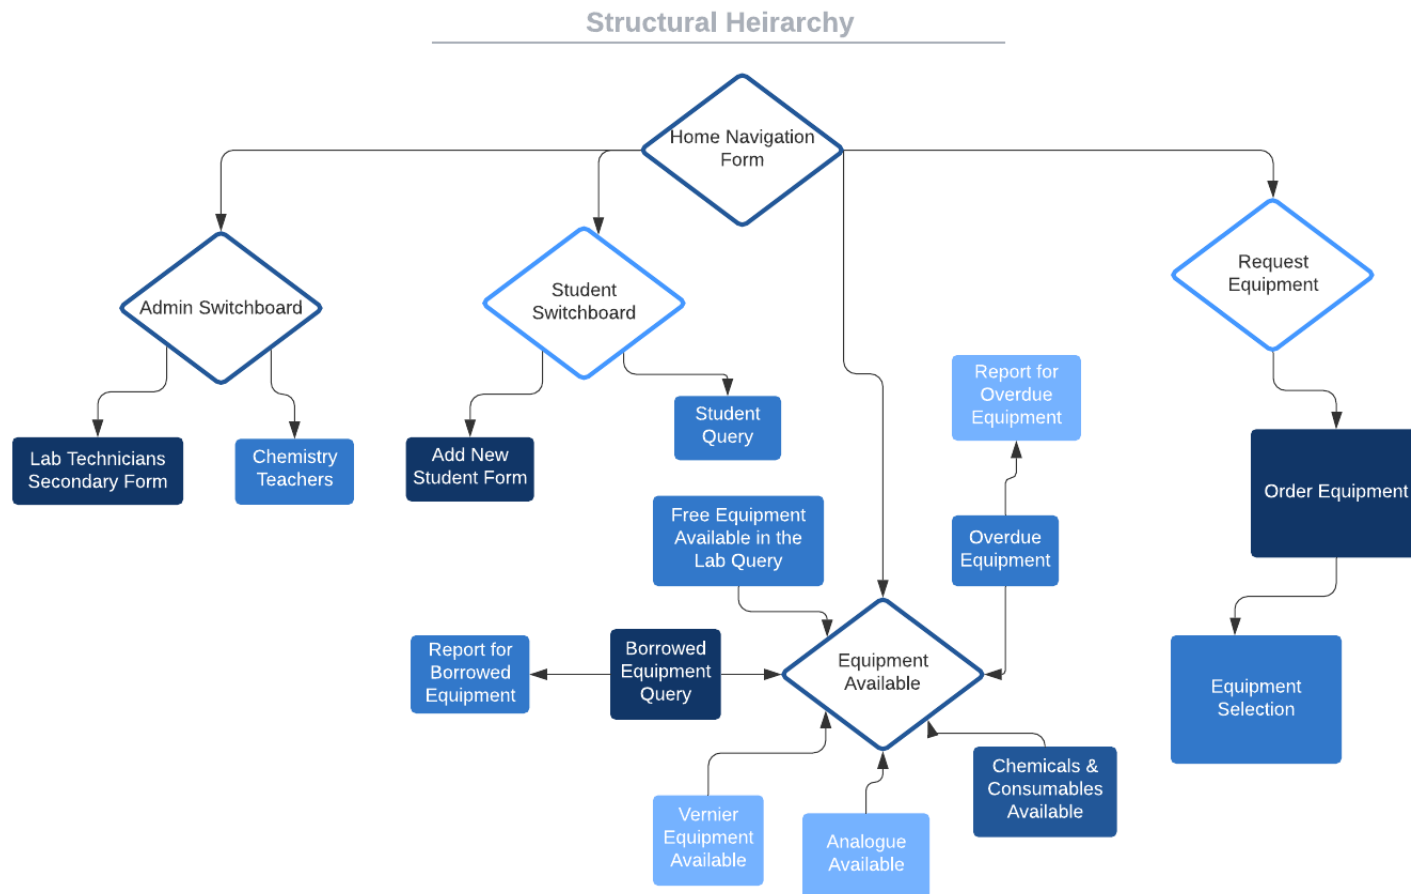 Structural Heirarchy
Home Navigation
Form
Admin Switchboard
Student
Switchboard
Request
Equipment
Lab Technicians
Secondary Form
Chemistry
Teachers
Add New
Student Form
Student
Query
Report for
Overdue
Equipment
Order Equipment
Free Equipment
Available in the
Lab Query
Overdue
Equipment
Report for
Borrowed
Equipment
Borrowed
Equipment
Query
Equipment
Available
Equipment
Selection
Vernier
Equipment
Available
Analogue
Available
Chemicals &
Consumables
Available